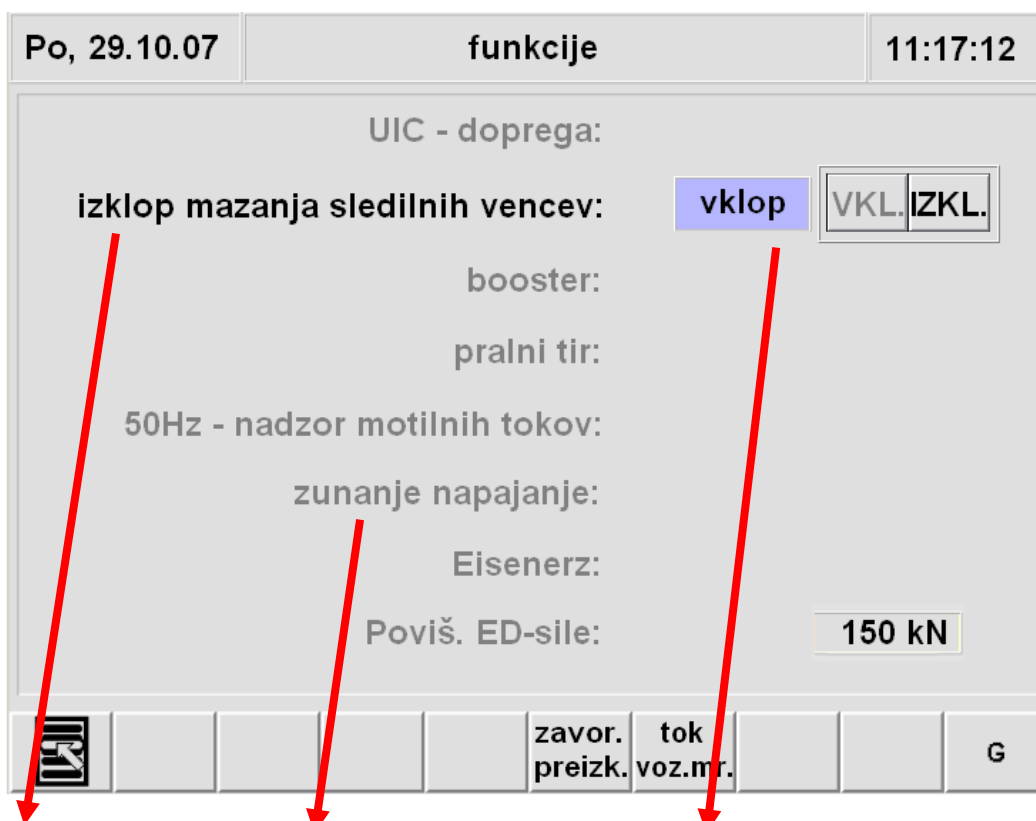 Po, 29.10.07 funkcije 11:17:12
UIC - doprega:
izklop mazanja sledilnih vencev: vklop VKL. IZKL.
booster:
pralni tir:
50Hz - nadzor motilnih tokov:
zunanje napajanje:
Eisenerz:
Poviš. ED-sile: 150 kN
zavor. tok
preizk. voz.mr. G